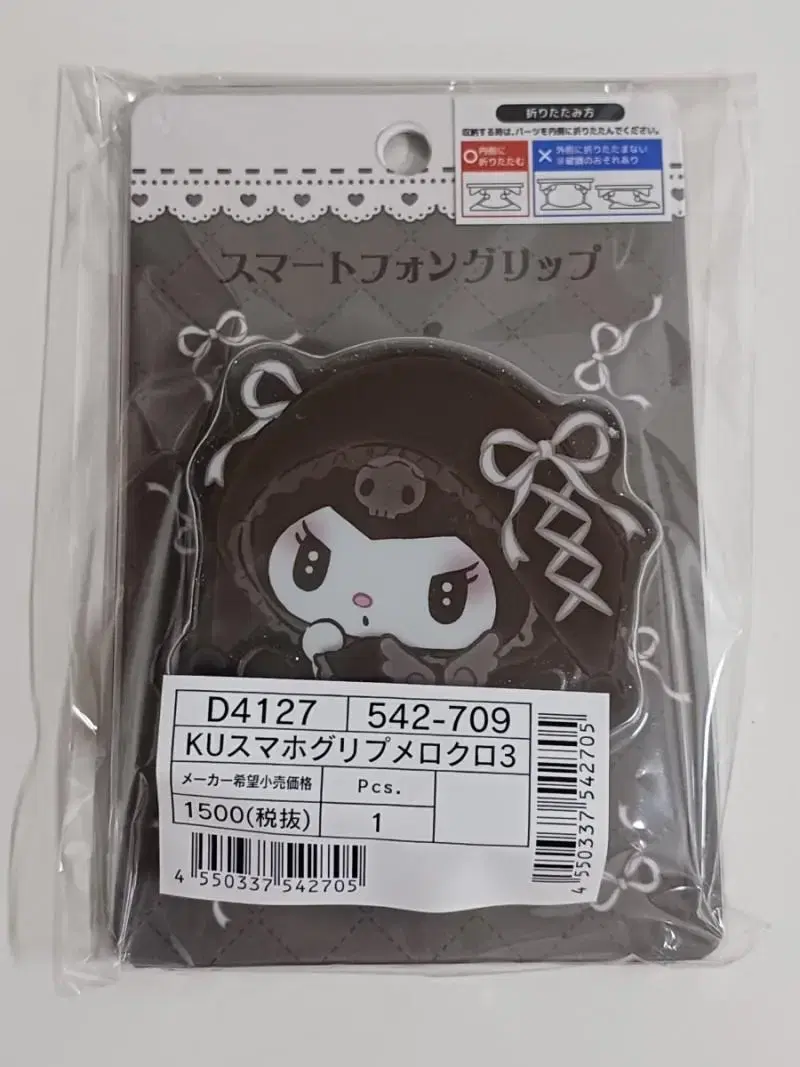 折りたたみ方
収納する時は、パーツを内側に折りたたんでください。
内側に
折りたたむ
外側に折りたたまない
※破損のおそれあり
スマートフォングリップ
D4127 542-709
KUスマホグリプメロクロ3
メーカー希望小売価格 Pcs.
1500(税抜) 1
4 550337 542705
4 550337 542705